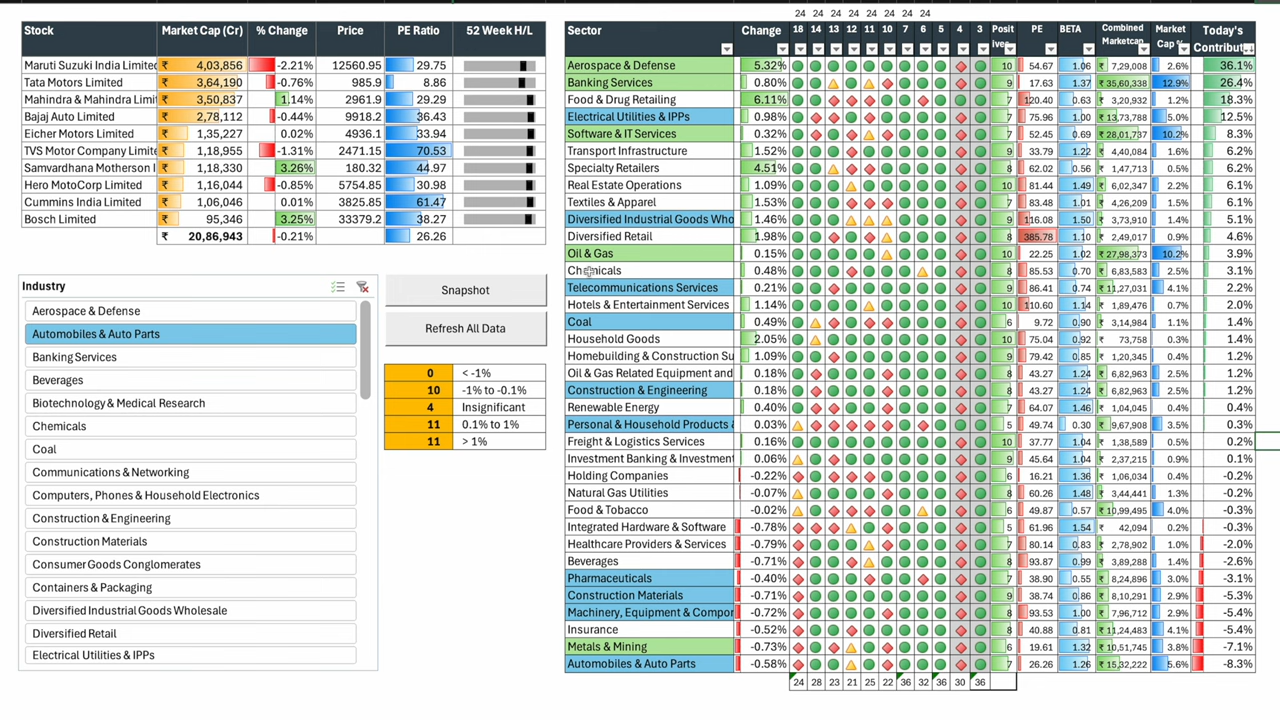 Stock Market Cap (Cr) % Change Price PE Ratio 52 Week H/L
Maruti Suzuki India Limited ₹ 4,03,856 -2.21% 12560.95 29.75
Tata Motors Limited ₹ 3,64,190 -0.76% 985.9 8.86
Mahindra & Mahindra Limi ₹ 3,50,837 1.14% 2961.9 29.29
Bajaj Auto Limited ₹ 2,78,112 -0.44% 9918.2 36.43
Eicher Motors Limited ₹ 1,35,227 0.02% 4936.1 33.94
TVS Motor Company Limite ₹ 1,18,955 -1.31% 2471.15 70.53
Samvardhana Motherson I ₹ 1,18,330 3.26% 180.32 44.97
Hero MotoCorp Limited ₹ 1,16,044 -0.85% 5754.85 30.98
Cummins India Limited ₹ 1,06,046 0.01% 3825.85 61.47
Bosch Limited ₹ 95,346 3.25% 33379.2 38.27
₹ 20,86,943 -0.21% 26.26
Industry
Aerospace & Defense
Automobiles & Auto Parts
Banking Services
Beverages
Biotechnology & Medical Research
Chemicals
Coal
Communications & Networking
Computers, Phones & Household Electronics
Construction & Engineering
Construction Materials
Consumer Goods Conglomerates
Containers & Packaging
Diversified Industrial Goods Wholesale
Diversified Retail
Electrical Utilities & IPPs
Snapshot
Refresh All Data
0 < -1%
10 -1% to -0.1%
4 Insignificant
11 0.1% to 1%
11 > 1%
24 24 24 24 24 24 24 24
Sector Change 18 14 13 12 11 10 7 6 5 4 3 Posit PE BETA Combined Marketcap Market Cap % Today's
Aerospace & Defense 5.32% 10 54.67 1.06 ₹ 7,29,008 2.6% 36.1%
Banking Services 0.80% 9 17.63 1.37 ₹ 35,60,338 12.9% 26.4%
Food & Drug Retailing 6.11% 7 120.40 0.63 ₹ 3,20,932 1.2% 18.3%
Electrical Utilities & IPPs 0.98% 7 75.96 1.00 ₹ 13,73,788 5.0% 12.5%
Software & IT Services 0.32% 7 52.45 0.69 ₹ 28,01,737 10.2% 8.3%
Transport Infrastructure 1.52% 9 33.79 1.22 ₹ 4,40,084 1.6% 6.2%
Specialty Retailers 4.51% 7 62.02 0.56 ₹ 1,47,713 0.5% 6.2%
Real Estate Operations 1.09% 9 81.44 1.49 ₹ 6,02,347 2.2% 6.1%
Textiles & Apparel 1.53% 7 83.48 1.01 ₹ 4,26,209 1.5% 6.1%
Diversified Industrial Goods Who 1.46% 9 116.08 1.50 ₹ 3,73,910 1.4% 5.1%
Diversified Retail 1.98% 8 385.78 1.10 ₹ 2,49,017 0.9% 4.6%
Oil & Gas 0.15% 10 22.25 1.02 ₹ 27,98,373 10.2% 3.9%
Chemicals 0.48% 8 85.53 0.70 ₹ 6,83,583 2.5% 3.1%
Telecommunications Services 0.21% 9 86.41 0.74 ₹ 11,27,031 4.1% 2.2%
Hotels & Entertainment Services 1.14% 10 110.60 1.14 ₹ 1,89,476 0.7% 2.0%
Coal 0.49% 6 9.72 0.90 ₹ 3,14,984 1.1% 1.4%
Household Goods 2.05% 10 75.04 0.92 ₹ 73,758 0.3% 1.4%
Homebuilding & Construction Su 1.09% 9 79.42 0.85 ₹ 1,20,345 0.4% 1.2%
Oil & Gas Related Equipment and 0.18% 8 43.27 1.24 ₹ 6,82,963 2.5% 1.2%
Construction & Engineering 0.18% 8 43.27 1.24 ₹ 6,82,963 2.5% 1.2%
Renewable Energy 0.40% 7 64.07 1.46 ₹ 1,04,045 0.4% 0.4%
Personal & Household Products & 0.03% 5 49.74 0.30 ₹ 9,67,908 3.5% 0.3%
Freight & Logistics Services 0.16% 10 37.77 1.04 ₹ 1,38,589 0.5% 0.2%
Investment Banking & Investment 0.06% 9 45.64 1.04 ₹ 2,37,215 0.9% 0.1%
Holding Companies -0.22% 6 16.21 1.36 ₹ 1,06,034 0.4% -0.2%
Natural Gas Utilities -0.07% 8 60.26 1.48 ₹ 3,44,441 1.3% -0.2%
Food & Tobacco -0.02% 6 49.87 0.57 ₹ 10,99,495 4.0% -0.3%
Integrated Hardware & Software -0.78% 5 61.96 1.54 ₹ 42,094 0.2% -0.3%
Healthcare Providers & Services -0.79% 7 80.14 0.83 ₹ 2,78,902 1.0% -2.0%
Beverages -0.71% 8 93.87 0.99 ₹ 3,89,288 1.4% -2.6%
Pharmaceuticals -0.40% 7 38.90 0.55 ₹ 8,24,896 3.0% -3.1%
Construction Materials -0.71% 9 38.74 0.86 ₹ 8,10,291 2.9% -5.3%
Machinery, Equipment & Compor -0.72% 8 93.53 1.00 ₹ 7,96,712 2.9% -5.4%
Insurance -0.52% 8 40.88 0.81 ₹ 11,24,483 4.1% -5.4%
Metals & Mining -0.73% 6 19.61 1.32 ₹ 10,51,745 3.8% -7.1%
Automobiles & Auto Parts -0.58% 7 26.26 1.26 ₹ 15,32,222 5.6% -8.3%
24 28 23 21 25 22 36 32 36 30 36